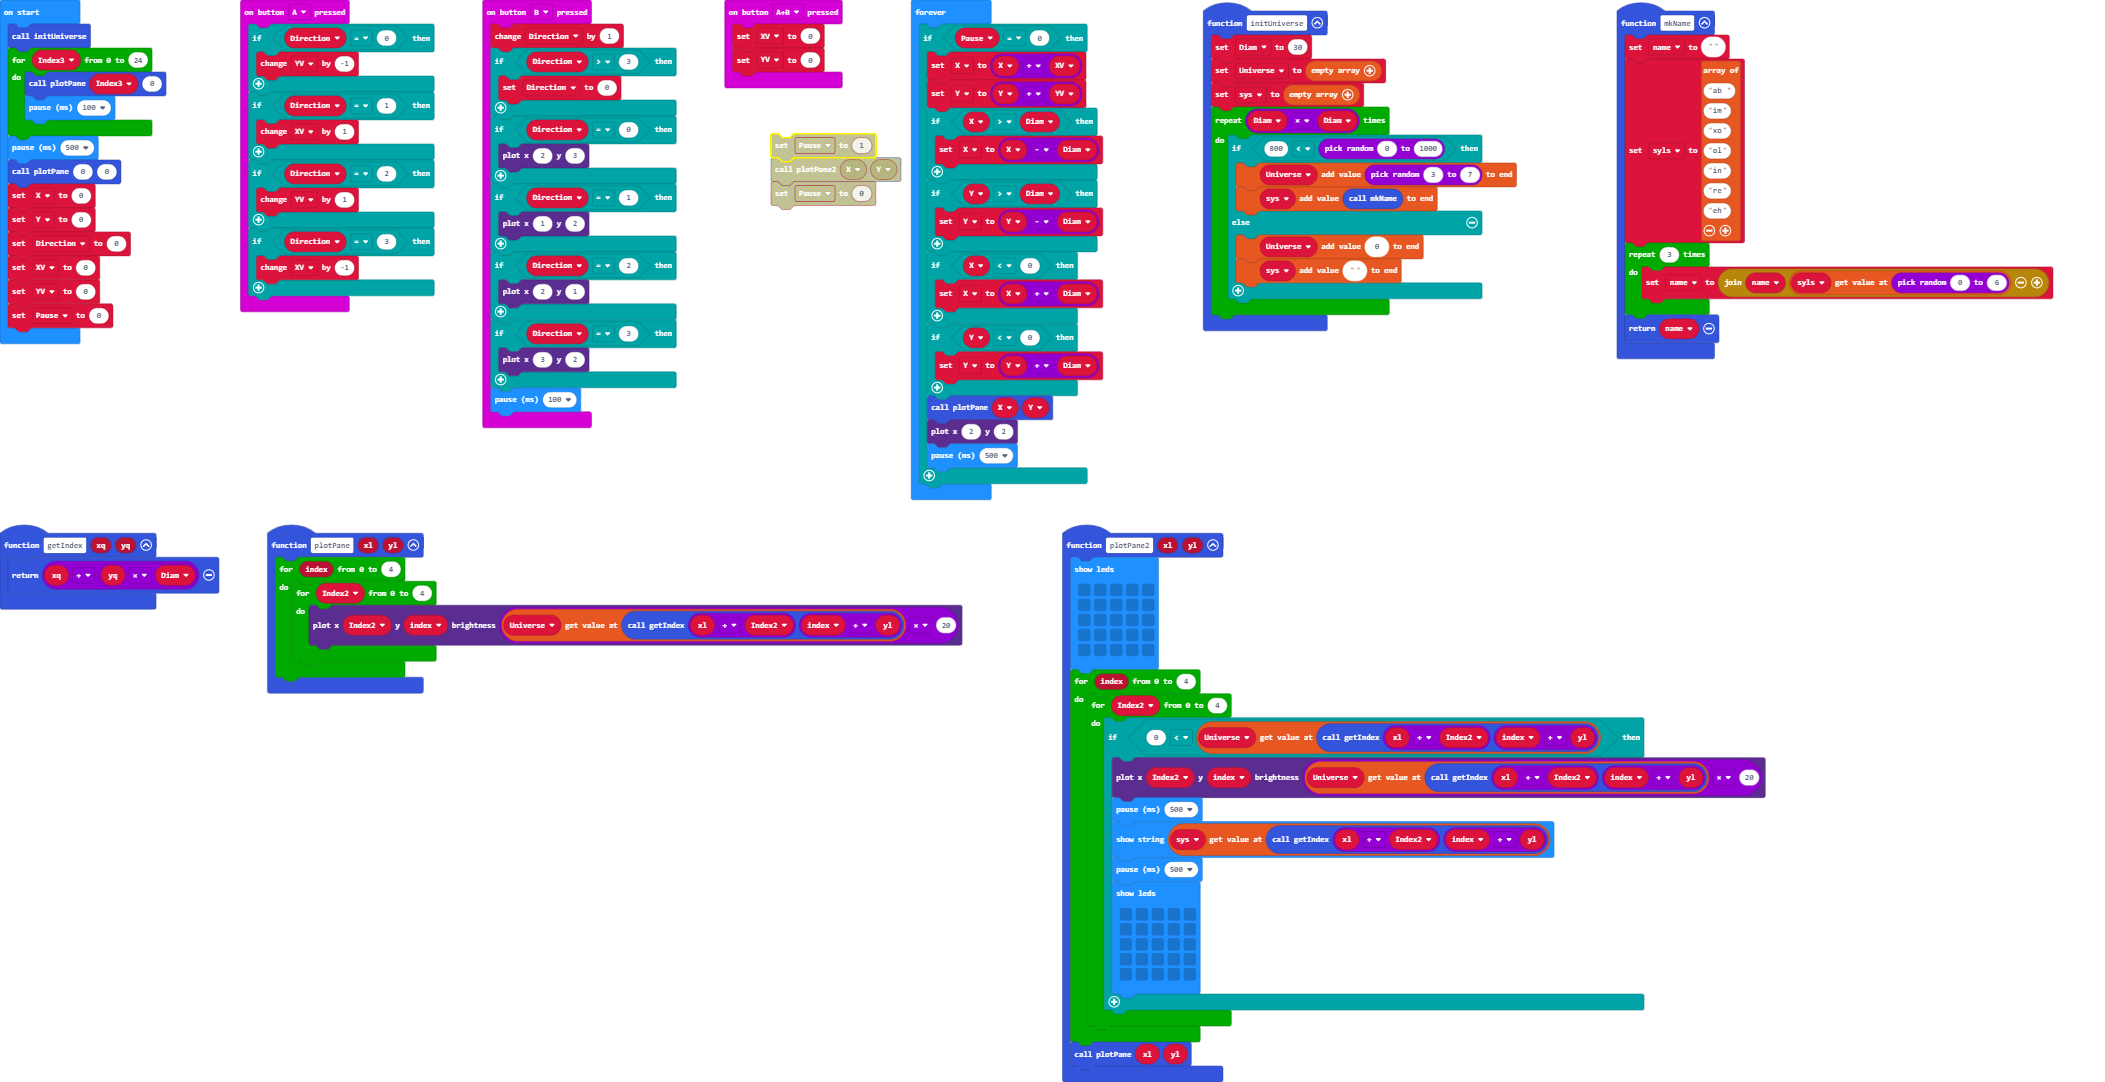 on start
call initUniverse
for Index3 from 0 to 24
do
call plotPane Index3 0
pause (ms) 100
pause (ms) 500
call plotPane 0 0
set X to 0
set Y to 0
set Direction to 0
set XV to 0
set YV to 0
set Pause to 0
on button A pressed
if Direction = 0 then
change YV by -1
if Direction = 1 then
change XV by 1
if Direction = 2 then
change YV by 1
if Direction = 3 then
change XV by -1
on button B pressed
change Direction by 1
if Direction > 3 then
set Direction to 0
if Direction = 0 then
plot x 2 y 3
if Direction = 1 then
plot x 1 y 2
if Direction = 2 then
plot x 2 y 1
if Direction = 3 then
plot x 3 y 2
pause (ms) 100
on button A+B pressed
set XV to 0
set YV to 0
set Pause to 1
call plotPane2 X Y
set Pause to 0
forever
if Pause = 0 then
set X to X + XV
set Y to Y + YV
if X > Diam then
set X to X - Diam
if Y > Diam then
set Y to Y - Diam
if X < 0 then
set X to X + Diam
if Y < 0 then
set Y to Y + Diam
call plotPane X Y
plot x 2 y 2
pause (ms) 500
function initUniverse
set Diam to 30
set Universe to empty array
set sys to empty array
repeat Diam × Diam times
do
if 800 < pick random 0 to 1000 then
Universe add value pick random 3 to 7 to end
sys add value call mkName to end
else
Universe add value 0 to end
sys add value " " to end
function mkName
set name to " "
set syls to array of
"ab "
"im"
"xo"
"ol"
"in"
"re"
"eh"
repeat 3 times
do
set name to join name syls get value at pick random 0 to 6
return name
function getIndex xq yq
return xq + yq × Diam
function plotPane xl yl
for index from 0 to 4
do
for Index2 from 0 to 4
do
plot x Index2 y index brightness Universe get value at call getIndex xl + Index2 index + yl × 20
function plotPane2 xl yl
show leds
for index from 0 to 4
do
for Index2 from 0 to 4
do
if 0 < Universe get value at call getIndex xl + Index2 index + yl then
plot x Index2 y index brightness Universe get value at call getIndex xl + Index2 index + yl × 20
pause (ms) 500
show string sys get value at call getIndex xl + Index2 index + yl
pause (ms) 500
show leds
call plotPane xl yl